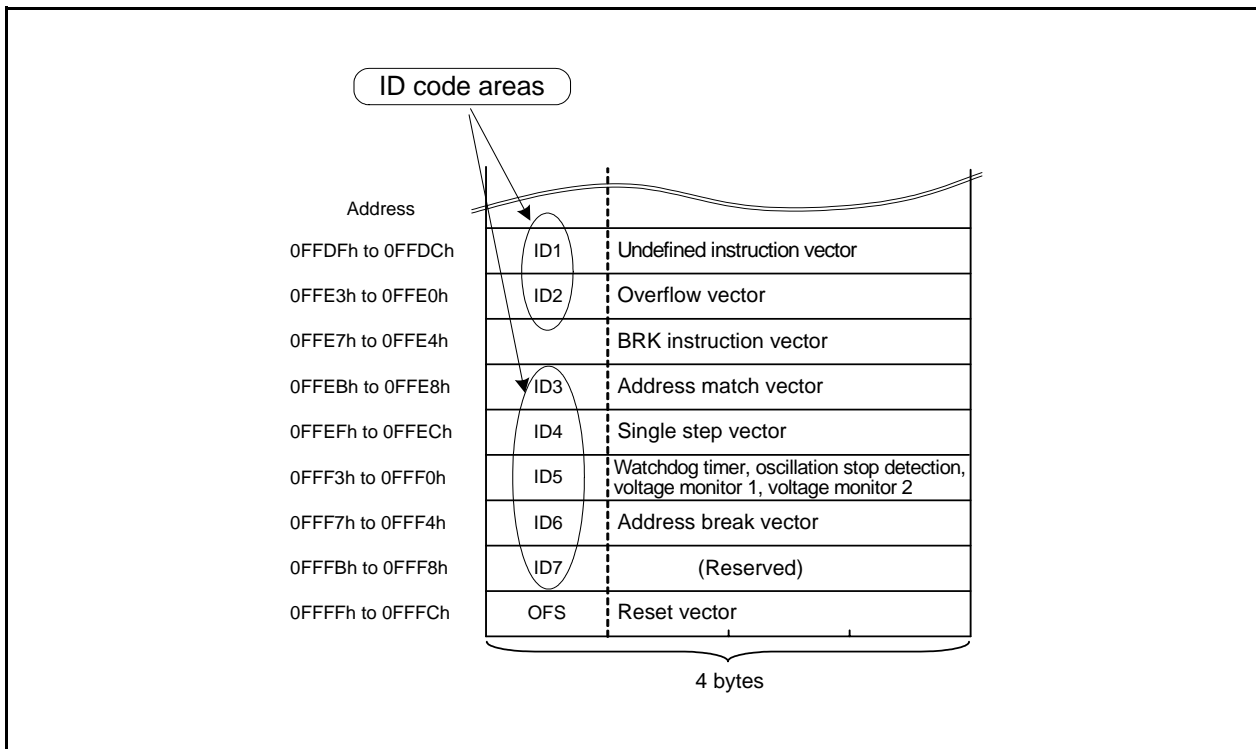 ID code areas
Address
0FFDFh to 0FFDCh ID1 Undefined instruction vector
0FFE3h to 0FFE0h ID2 Overflow vector
0FFE7h to 0FFE4h BRK instruction vector
0FFEBh to 0FFE8h ID3 Address match vector
0FFEFh to 0FFECh ID4 Single step vector
0FFF3h to 0FFF0h ID5 Watchdog timer, oscillation stop detection,
voltage monitor 1, voltage monitor 2
0FFF7h to 0FFF4h ID6 Address break vector
0FFFBh to 0FFF8h ID7 (Reserved)
0FFFFh to 0FFFCh OFS Reset vector
4 bytes